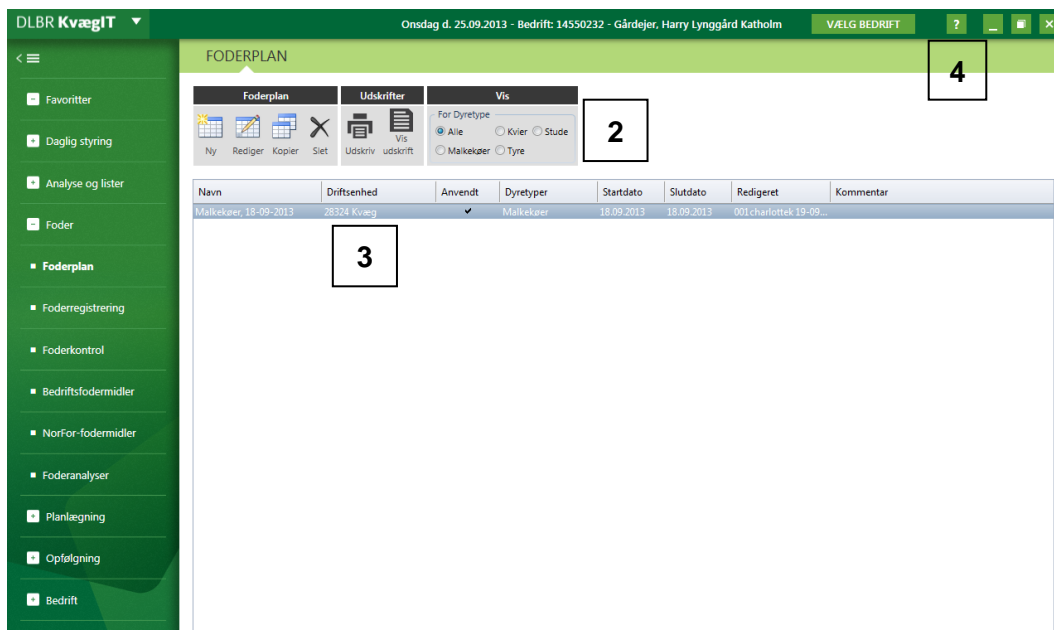 DLBR KvægIT
Onsdag d. 25.09.2013 - Bedrift: 14550232 - Gårdejer, Harry Lynggård Katholm
VÆLG BEDRIFT
?
FODERPLAN
4
Favoritter
Daglig styring
Analyse og lister
Foder
Foderplan
Foderregistrering
Foderkontrol
Bedriftsfodermidler
NorFor-fodermidler
Foderanalyser
Planlægning
Opfølgning
Bedrift
Foderplan
Ny Rediger Kopier Slet
Udskrifter
Udskriv Vis udskrift
Vis
For Dyretype
Alle Kvier Stude
Malkekøer Tyre
2
Navn Driftsenhed Anvendt Dyretyper Startdato Slutdato Redigeret Kommentar
Malkekøer, 18-09-2013 28324 Kvæg Malkekøer 18.09.2013 18.09.2013 001charlottek 19-09...
3